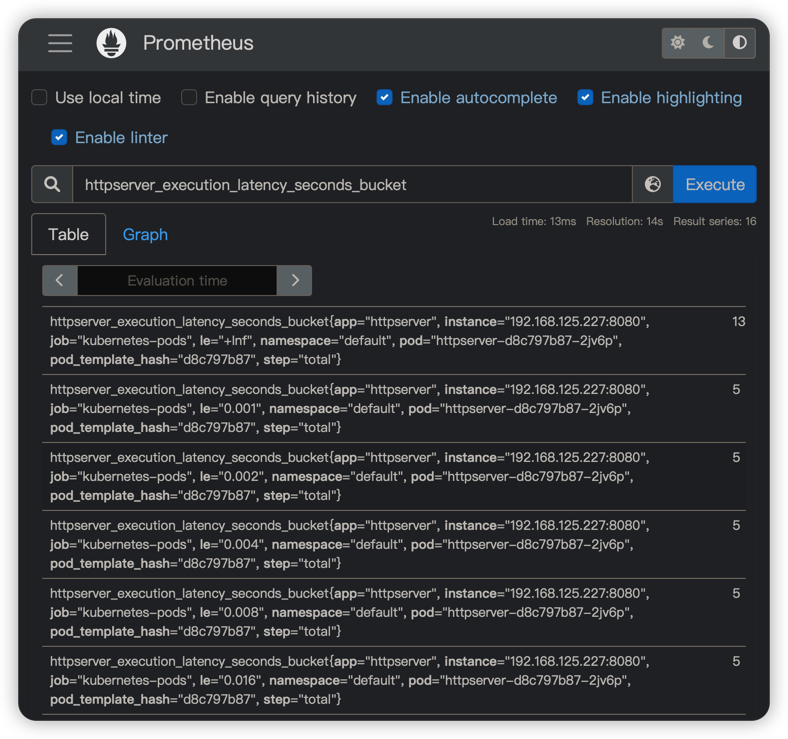 Prometheus
Use local time Enable query history Enable autocomplete Enable highlighting
Enable linter
httpserver_execution_latency_seconds_bucket Execute
Load time: 13ms Resolution: 14s Result series: 16
Table Graph
Evaluation time
httpserver_execution_latency_seconds_bucket{app="httpserver", instance="192.168.125.227:8080", 13
job="kubernetes-pods", le="+Inf", namespace="default", pod="httpserver-d8c797b87-2jv6p",
pod_template_hash="d8c797b87", step="total"}
httpserver_execution_latency_seconds_bucket{app="httpserver", instance="192.168.125.227:8080", 5
job="kubernetes-pods", le="0.001", namespace="default", pod="httpserver-d8c797b87-2jv6p",
pod_template_hash="d8c797b87", step="total"}
httpserver_execution_latency_seconds_bucket{app="httpserver", instance="192.168.125.227:8080", 5
job="kubernetes-pods", le="0.002", namespace="default", pod="httpserver-d8c797b87-2jv6p",
pod_template_hash="d8c797b87", step="total"}
httpserver_execution_latency_seconds_bucket{app="httpserver", instance="192.168.125.227:8080", 5
job="kubernetes-pods", le="0.004", namespace="default", pod="httpserver-d8c797b87-2jv6p",
pod_template_hash="d8c797b87", step="total"}
httpserver_execution_latency_seconds_bucket{app="httpserver", instance="192.168.125.227:8080", 5
job="kubernetes-pods", le="0.008", namespace="default", pod="httpserver-d8c797b87-2jv6p",
pod_template_hash="d8c797b87", step="total"}
httpserver_execution_latency_seconds_bucket{app="httpserver", instance="192.168.125.227:8080", 5
job="kubernetes-pods", le="0.016", namespace="default", pod="httpserver-d8c797b87-2jv6p",
pod_template_hash="d8c797b87", step="total"}